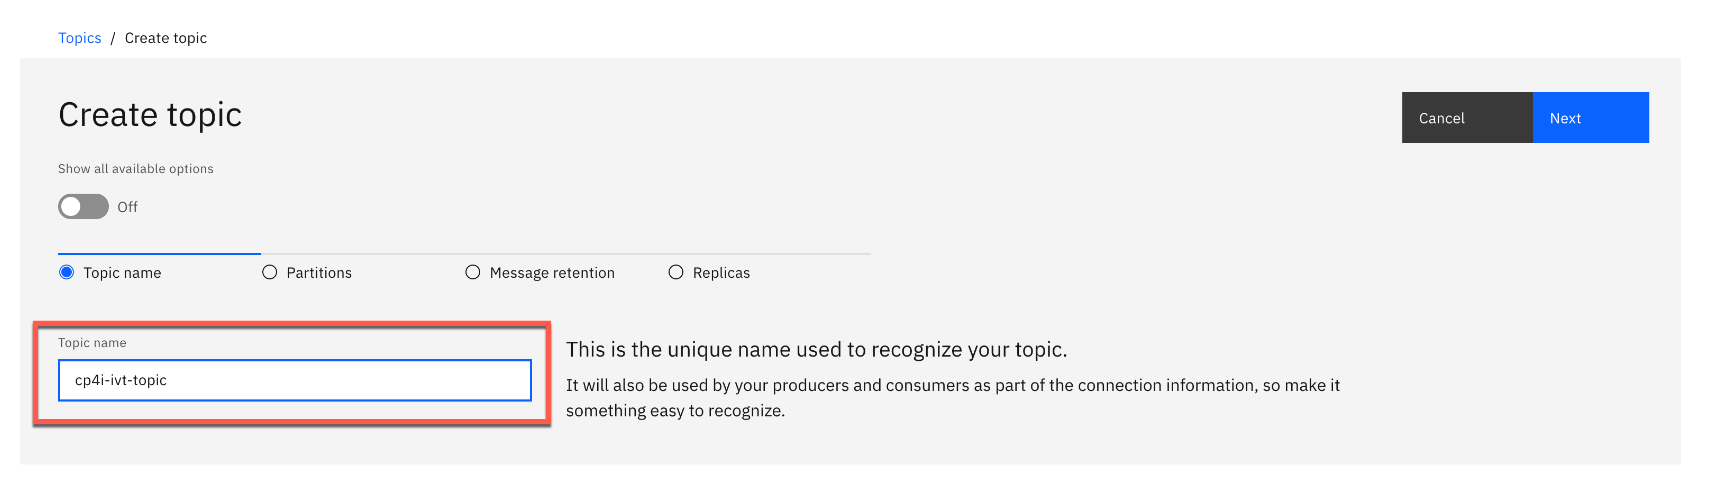 Topics / Create topic
Create topic
Cancel
Next
Show all available options
Off
Topic name
Partitions
Message retention
Replicas
Topic name
cp4i-ivt-topic
This is the unique name used to recognize your topic.
It will also be used by your producers and consumers as part of the connection information, so make it
something easy to recognize.